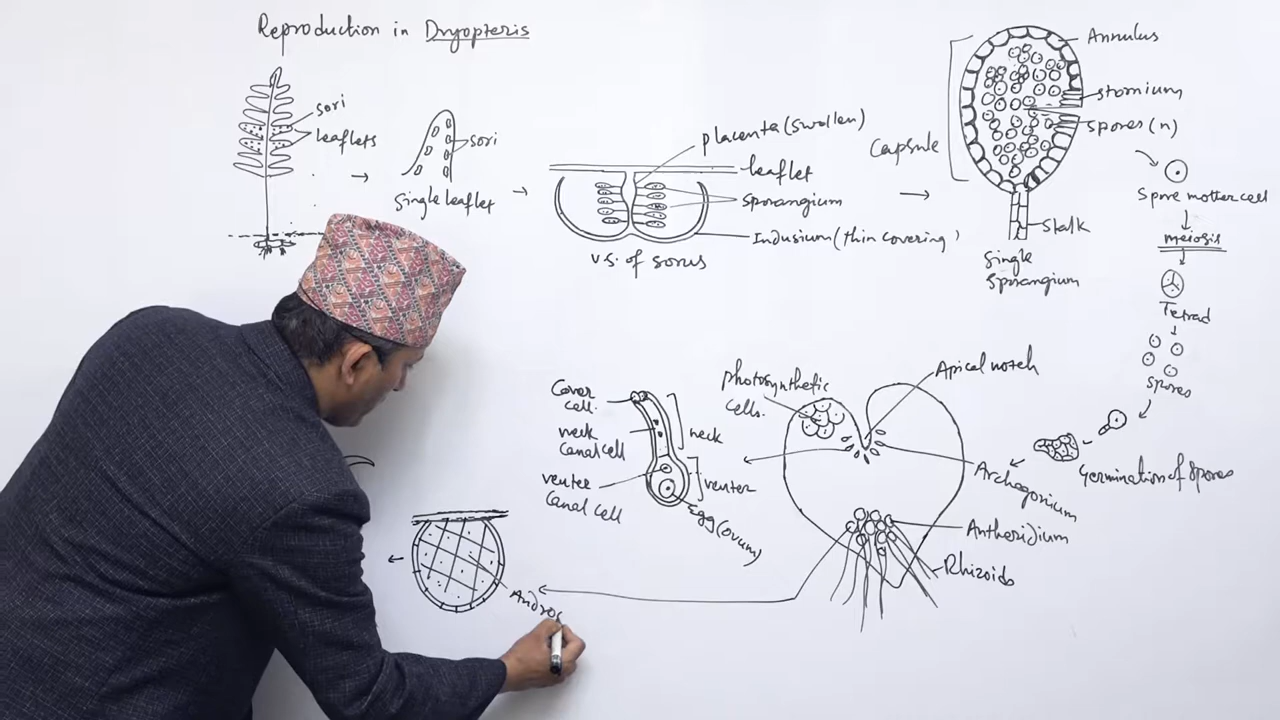 Reproduction in Dryopteris
sori
leaflets
sori
Single leaflet
placenta (swollen)
leaflet
Sporangium
Indusium (thin covering)
v.s. of sorus
Capsule
Annulus
stomium
spores (n)
Stalk
Single
Sporangium
Spore mother cell
meiosis
Tetrad
spores
Germination of spores
Apical notch
photosynthetic
cells.
Archegonium
Antheridium
Rhizoids
Cover
cell.
neck
Canal cell
neck
venter
Canal cell
venter
Egg (ovum)
Androc